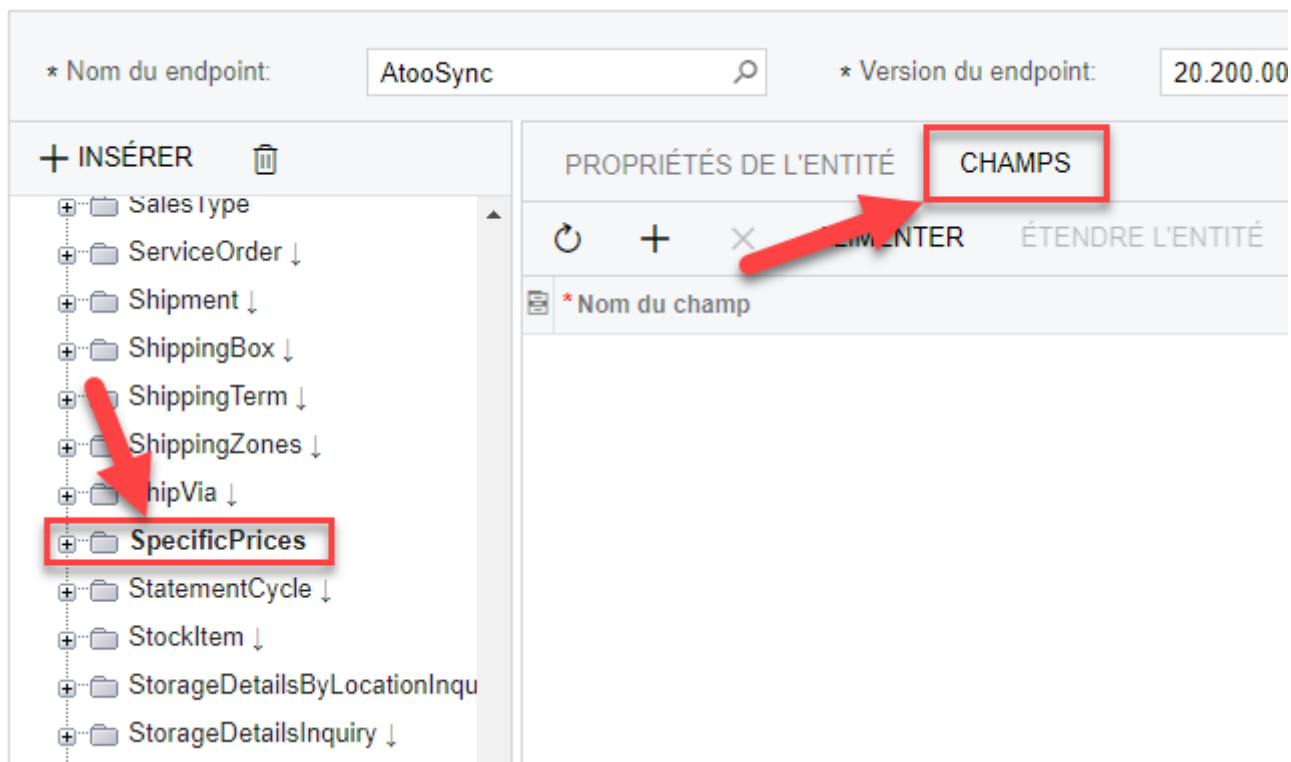 * Nom du endpoint: AtooSync * Version du endpoint: 20.200.00
+ INSÉRER
PROPRIÉTÉS DE L'ENTITÉ CHAMPS
SalesType
ÉTENDRE L'ENTITÉ
ServiceOrder ↓
Shipment ↓
* Nom du champ
ShippingBox ↓
ShippingTerm ↓
ShippingZones ↓
SpecificPrices
StatementCycle ↓
StockItem ↓
StorageDetailsByLocationInqu
StorageDetailsInquiry ↓